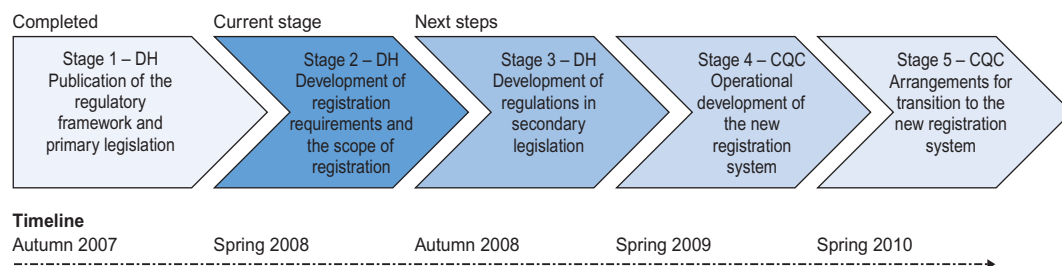 Completed
Current stage
Next steps
Stage 1 – DH
Publication of the
regulatory
framework and
primary legislation
Stage 2 – DH
Development of
registration
requirements and
the scope of
registration
Stage 3 – DH
Development of
regulations in
secondary
legislation
Stage 4 – CQC
Operational
development of
the new
registration
system
Stage 5 – CQC
Arrangements for
transition to the
new registration
system
Timeline
Autumn 2007
Spring 2008
Autumn 2008
Spring 2009
Spring 2010